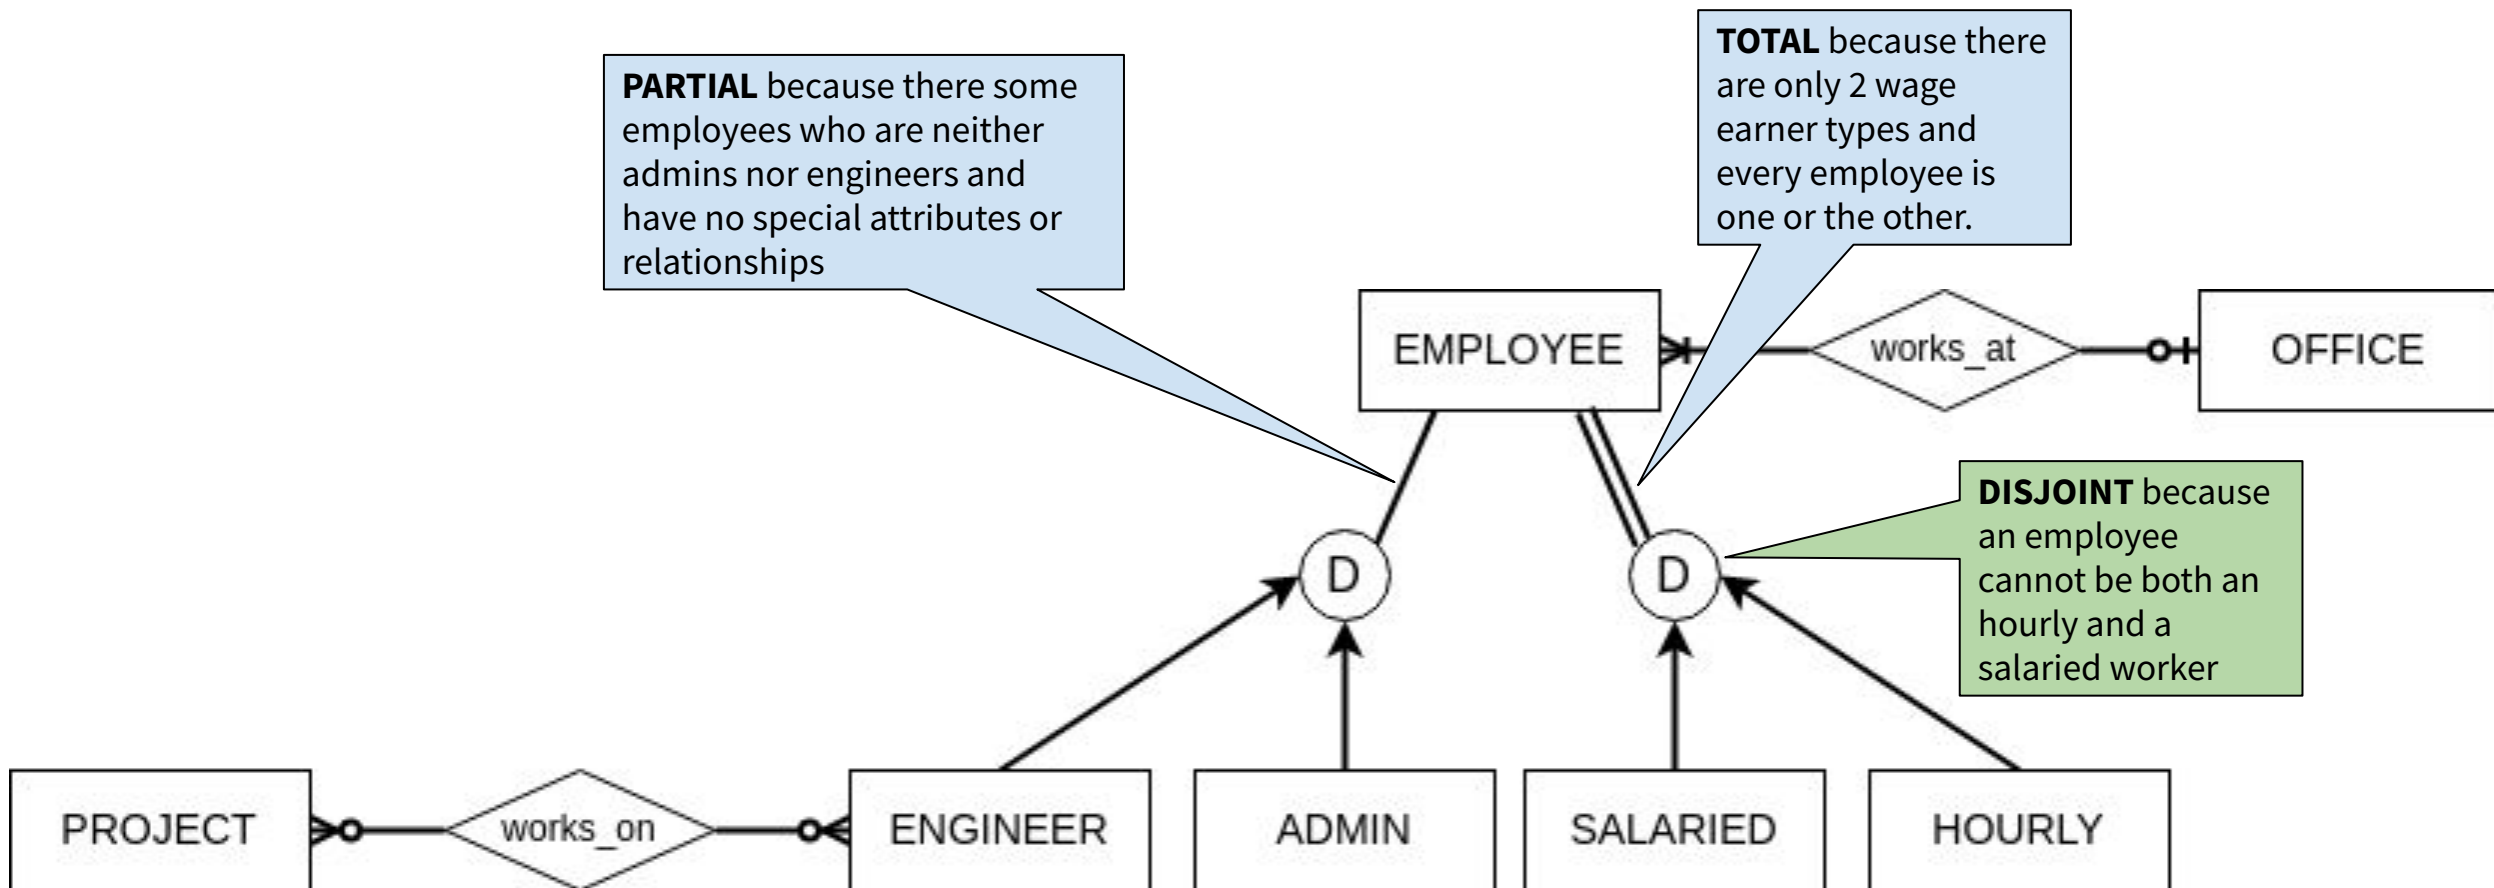 PARTIAL because there some
employees who are neither
admins nor engineers and
have no special attributes or
relationships
TOTAL because there
are only 2 wage
earner types and
every employee is
one or the other.
EMPLOYEE
works_at
OFFICE
DISJOINT because
an employee
cannot be both an
hourly and a
salaried worker
D
D
PROJECT
works_on
ENGINEER
ADMIN
SALARIED
HOURLY